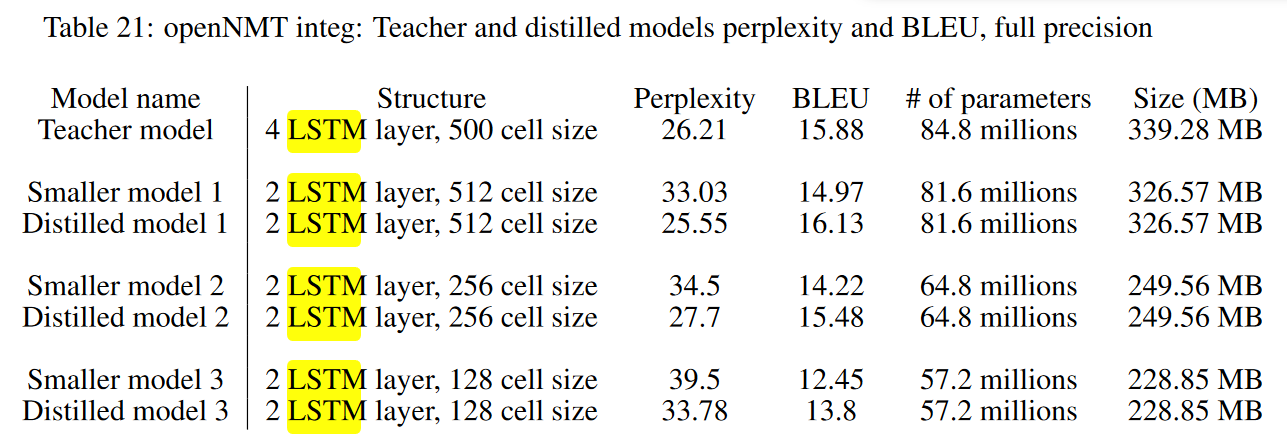 Table 21: openNMT integ: Teacher and distilled models perplexity and BLEU, full precision
Model name Structure Perplexity BLEU # of parameters Size (MB)
Teacher model 4 LSTM layer, 500 cell size 26.21 15.88 84.8 millions 339.28 MB
Smaller model 1 2 LSTM layer, 512 cell size 33.03 14.97 81.6 millions 326.57 MB
Distilled model 1 2 LSTM layer, 512 cell size 25.55 16.13 81.6 millions 326.57 MB
Smaller model 2 2 LSTM layer, 256 cell size 34.5 14.22 64.8 millions 249.56 MB
Distilled model 2 2 LSTM layer, 256 cell size 27.7 15.48 64.8 millions 249.56 MB
Smaller model 3 2 LSTM layer, 128 cell size 39.5 12.45 57.2 millions 228.85 MB
Distilled model 3 2 LSTM layer, 128 cell size 33.78 13.8 57.2 millions 228.85 MB